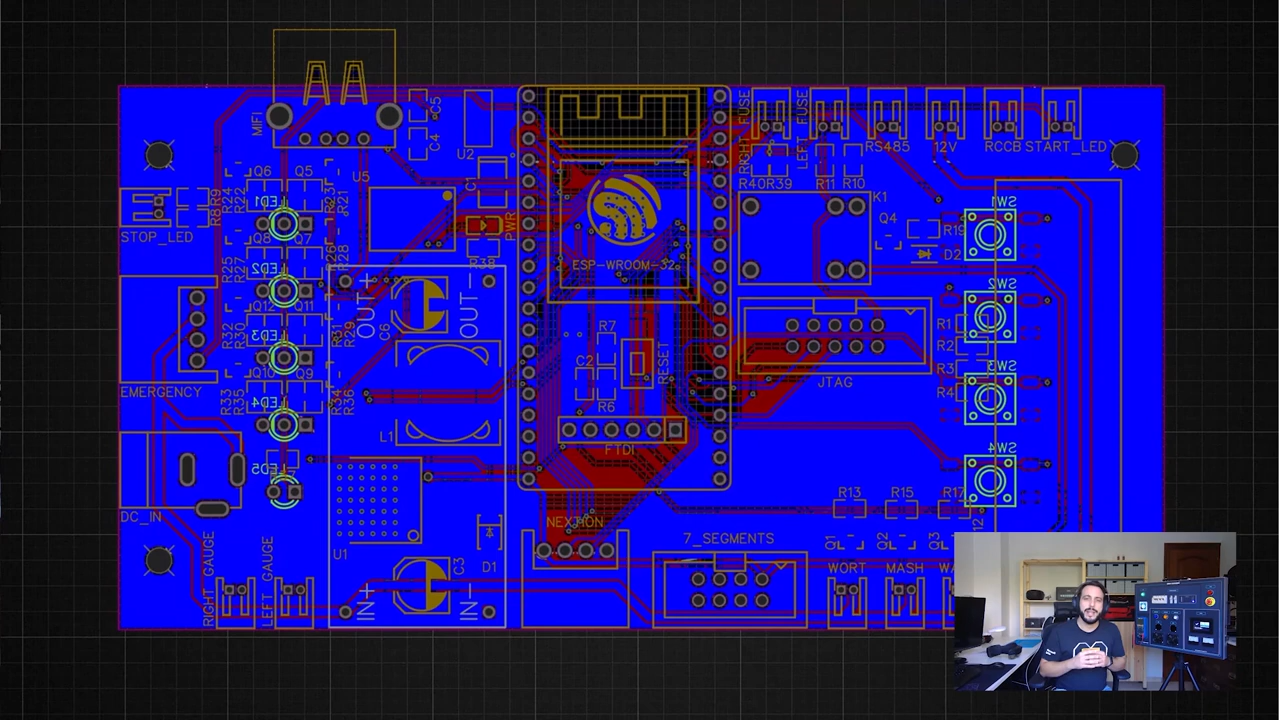 MIFI
C5
C4
U2
C1
U5
PWR
R38
Q6
Q5
LED1
R24
R22
R8
R9
R21
STOP_LED
Q8
Q7
LED2
R25
R27
R26
R28
Q12
Q11
LED3
R32
R30
R31
R29
Q10
Q9
LED4
R33
R35
R34
R36
LED5
EMERGENCY
DC_IN
OUT+
OUT-
C6
L1
U1
C3
D1
IN+
IN-
RIGHT GAUGE
LEFT GAUGE
ESP-WROOM-32
R7
C2
R6
RESET
FTDI
NEXTION
7_SEGMENTS
RIGHT FUSE
LEFT FUSE
RS485
12V
RCCB
START_LED
R40
R39
R11
R10
K1
Q4
R19
D2
SW1
SW2
R1
R2
SW3
R3
R4
SW4
JTAG
R13
R15
R17
Q1
Q2
Q3
WORT
MASH